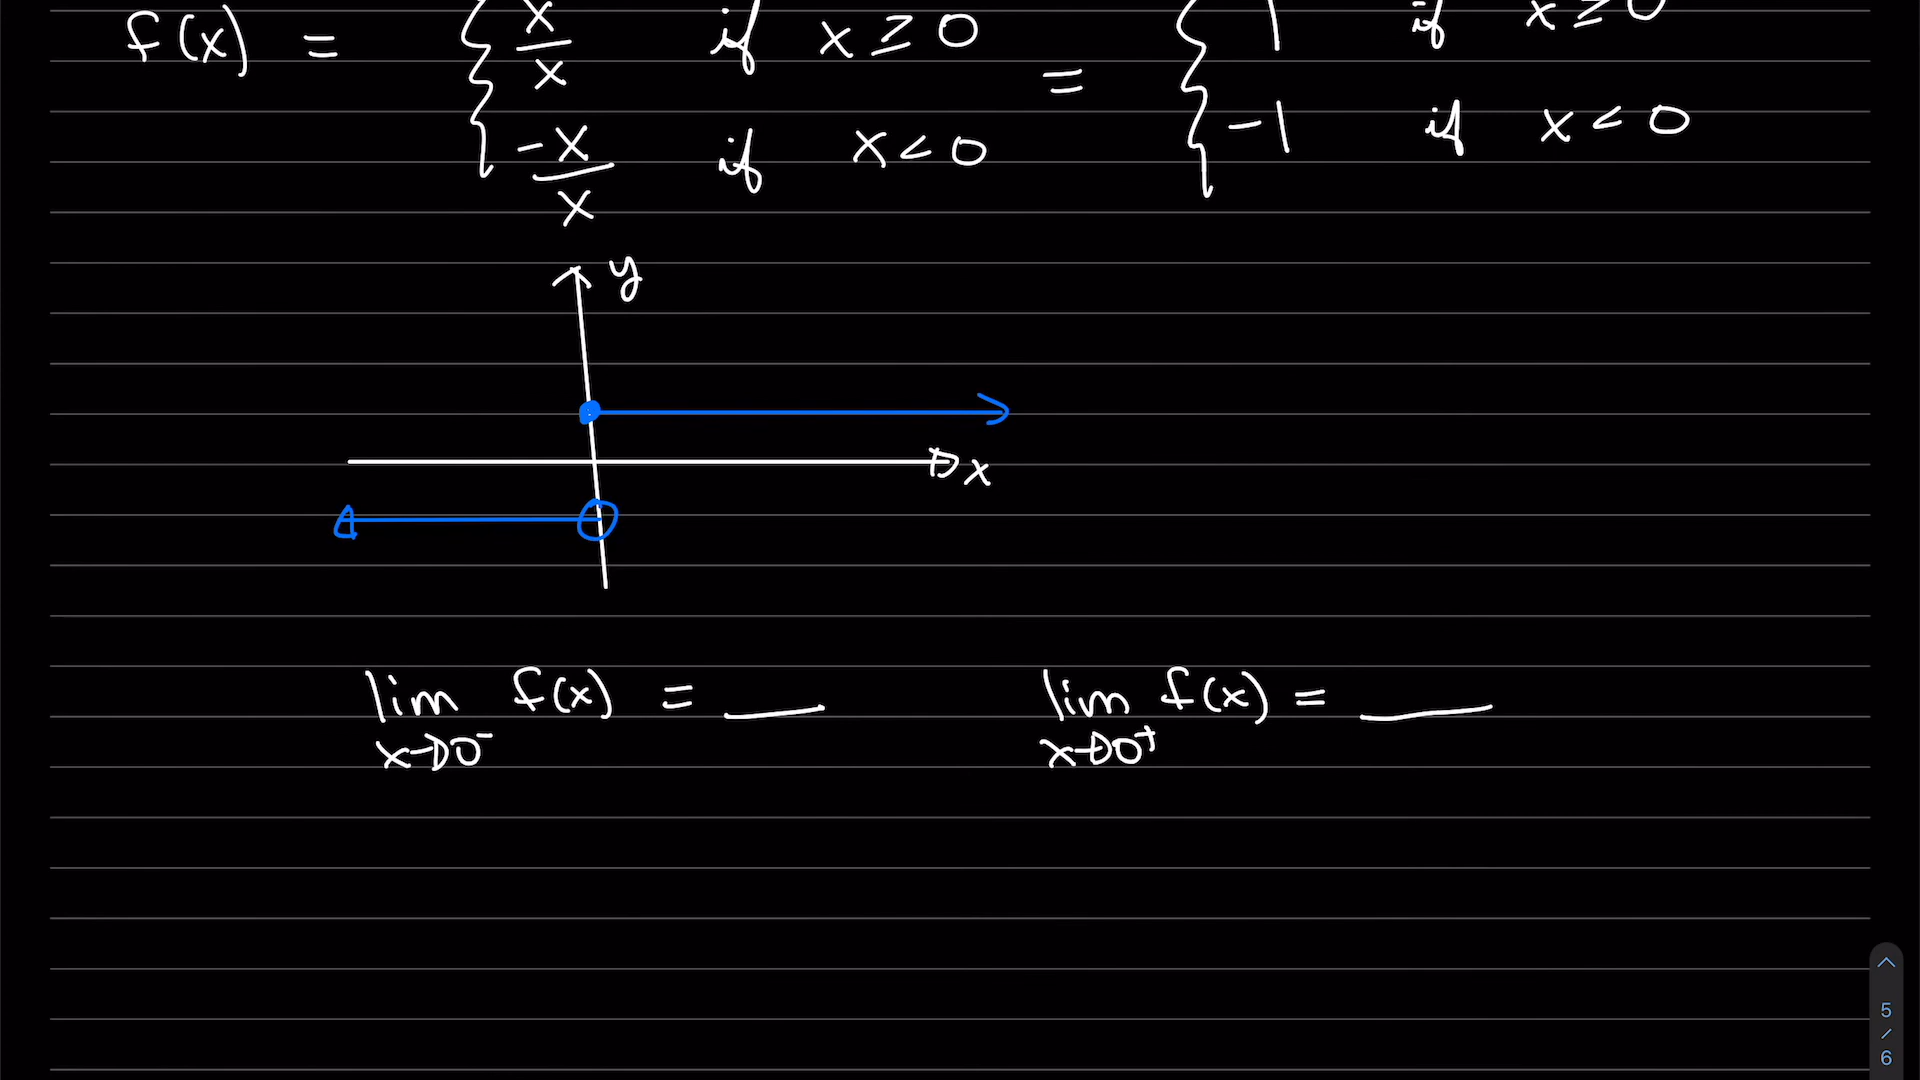 f(x) = { x/x if x ≥ 0 = { 1 if x ≥ 0
-x/x if x < 0 -1 if x < 0
y
x
lim x→0⁻ f(x) = ___ lim x→0⁺ f(x) = ___
5
/
6